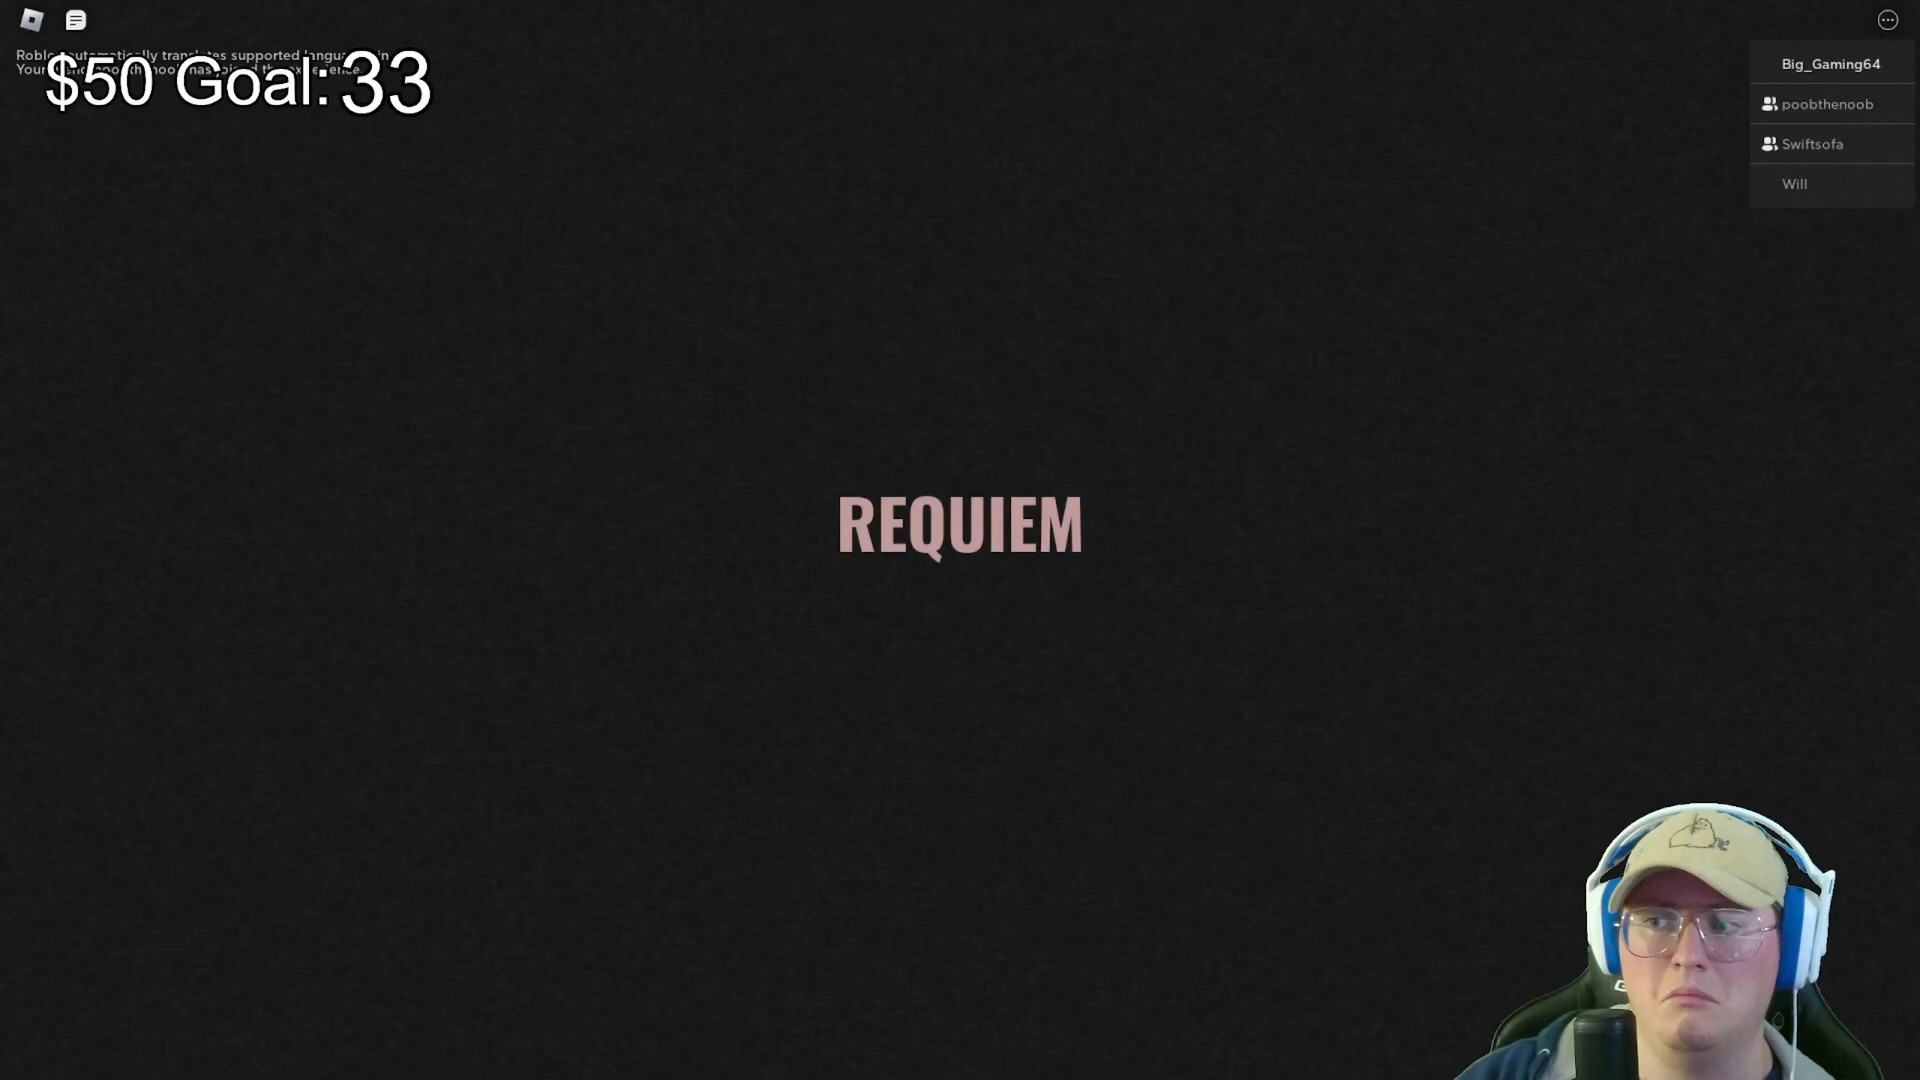 $50 Goal: 33
Big_Gaming64
poobthenoob
Swiftsofa
Will
REQUIEM